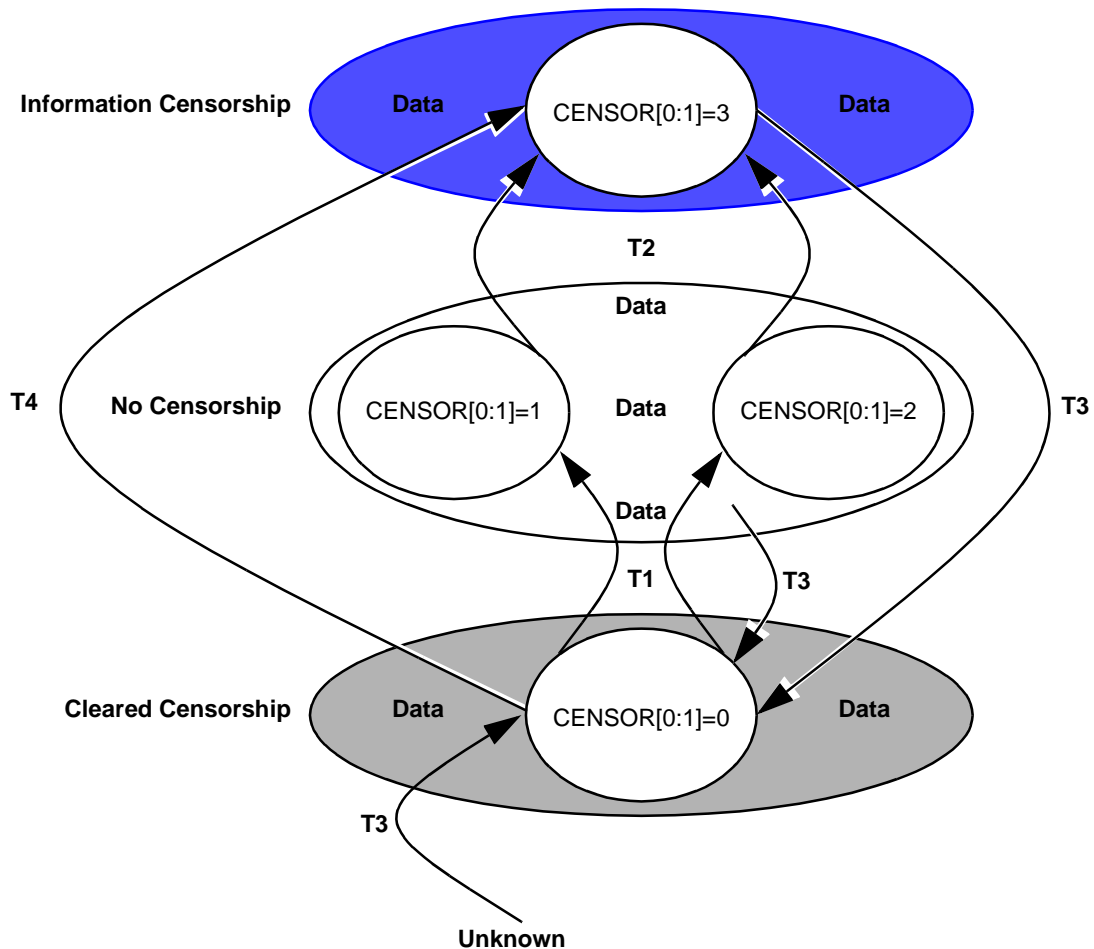 Information Censorship
Data
CENSOR[0:1]=3
Data
T2
Data
T4
No Censorship
CENSOR[0:1]=1
Data
CENSOR[0:1]=2
T3
Data
T1
T3
Cleared Censorship
Data
CENSOR[0:1]=0
Data
T3
Unknown